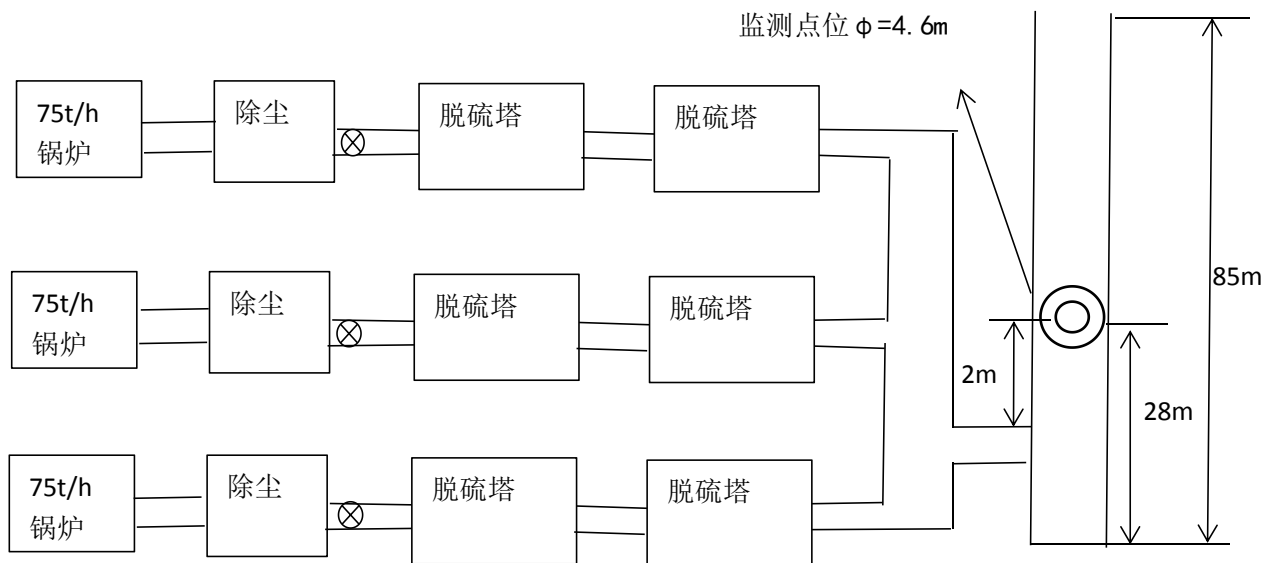 监测点位 φ=4.6m
75t/h
锅炉
除尘
脱硫塔
脱硫塔
75t/h
锅炉
除尘
脱硫塔
脱硫塔
85m
2m
28m
75t/h
锅炉
除尘
脱硫塔
脱硫塔